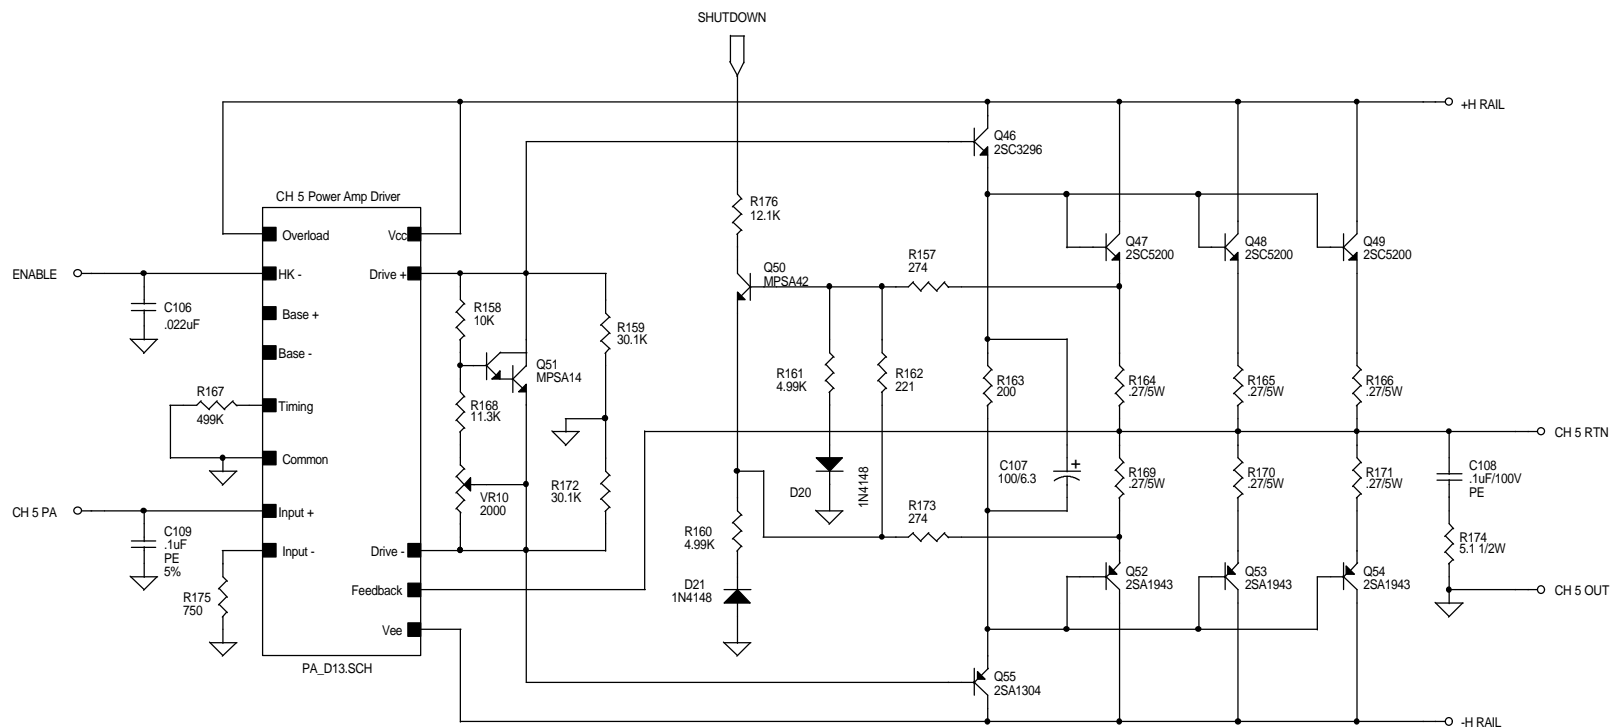 SHUTDOWN
+H RAIL
Q46
2SC3296
CH 5 Power Amp Driver
R176
12.1K
Overload
Vcc
Q47
2SC5200
Q48
2SC5200
Q49
2SC5200
ENABLE
HK -
Drive +
Q50
MPSA42
R157
274
C106
.022uF
Base +
R158
10K
R159
30.1K
Base -
Q51
MPSA14
R161
4.99K
R162
221
R163
200
R164
.27/5W
R165
.27/5W
R166
.27/5W
R167
499K
Timing
R168
11.3K
CH 5 RTN
Common
C107
100/6.3
+
R169
.27/5W
R170
.27/5W
R171
.27/5W
C108
.1uF/100V
PE
R172
30.1K
VR10
2000
D20
1N4148
CH 5 PA
Input +
R173
274
C109
.1uF
PE
5%
Input -
Drive -
R160
4.99K
R174
5.1 1/2W
Q52
2SA1943
Q53
2SA1943
Q54
2SA1943
R175
750
Feedback
D21
1N4148
CH 5 OUT
Vee
PA_D13.SCH
Q55
2SA1304
-H RAIL